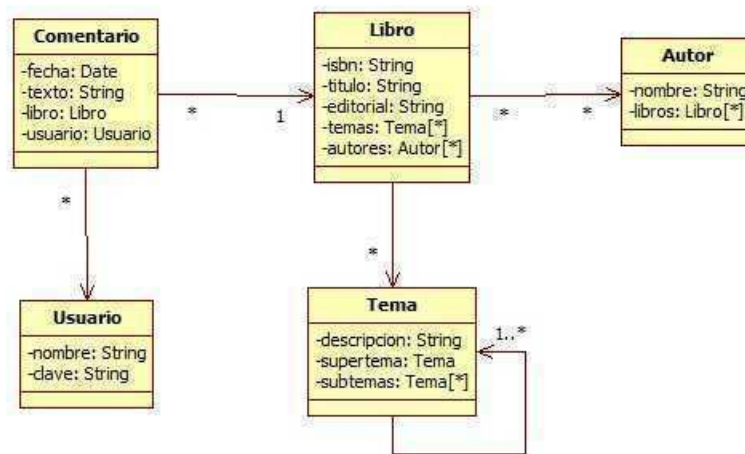 Comentario
-fecha: Date
-texto: String
-libro: Libro
-usuario: Usuario
*
1
Libro
-isbn: String
-titulo: String
-editorial: String
-temas: Tema[*]
-autores: Autor[*]
*
*
Autor
-nombre: String
-libros: Libro[*]
*
*
Usuario
-nombre: String
-clave: String
Tema
-descripcion: String
-supertema: Tema
-subtemas: Tema[*]
1..*